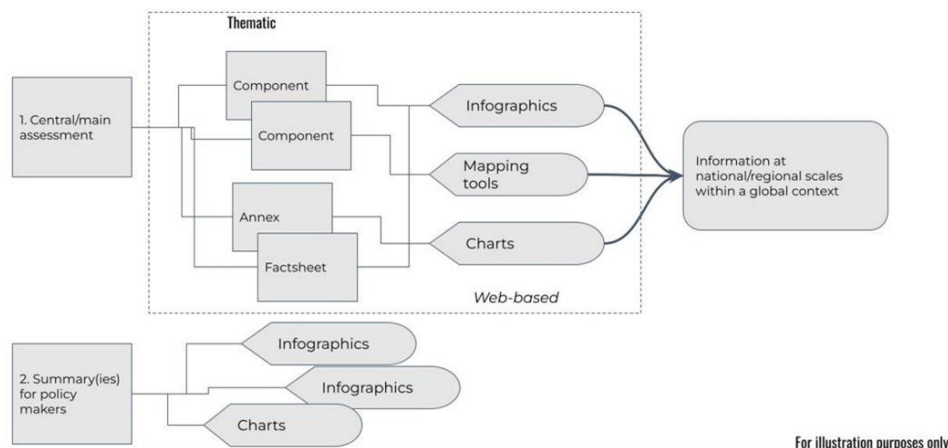 Thematic
1. Central/main
assessment
Component
Component
Annex
Factsheet
Infographics
Mapping
tools
Charts
Web-based
Information at
national/regional scales
within a global context
2. Summary(ies)
for policy
makers
Infographics
Infographics
Charts
For illustration purposes only